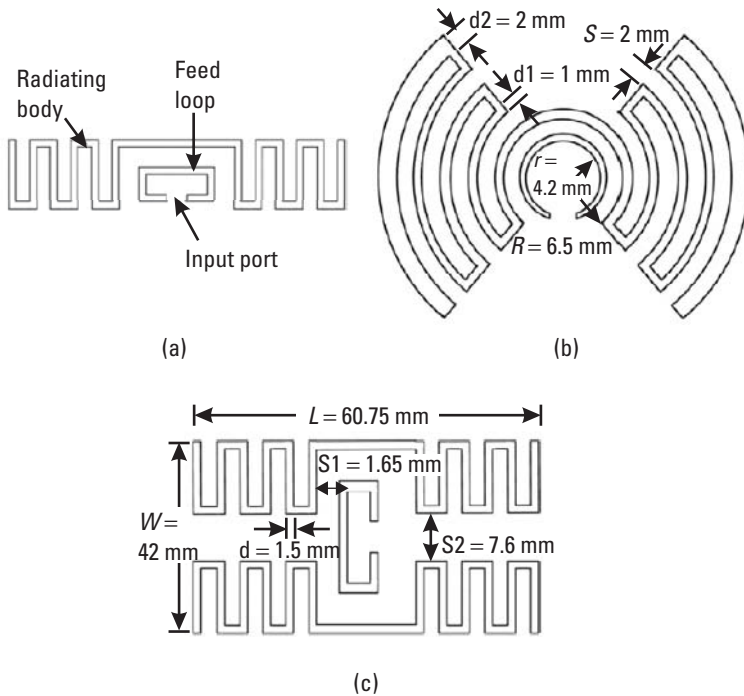 Radiating
body
Feed
loop
Input port
(a)
d2 = 2 mm
S = 2 mm
d1 = 1 mm
r =
4.2 mm
R = 6.5 mm
(b)
L = 60.75 mm
S1 = 1.65 mm
W =
42 mm
d = 1.5 mm
S2 = 7.6 mm
(c)